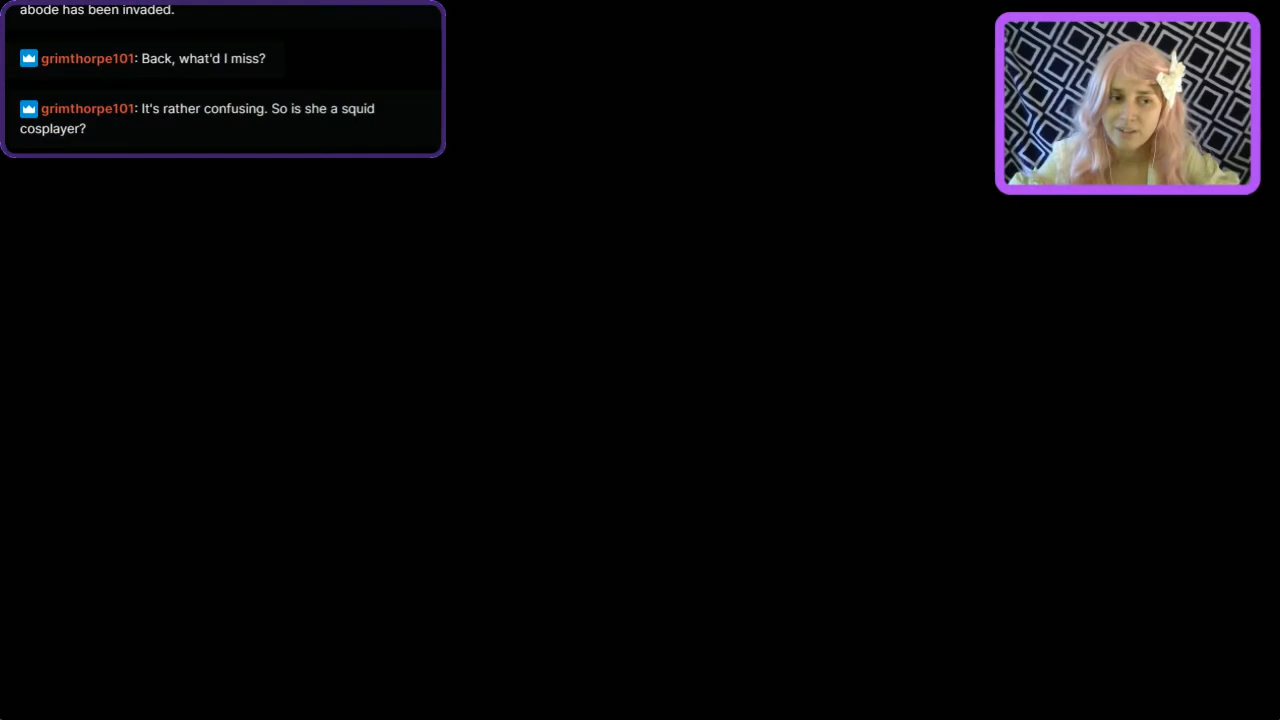 abode has been invaded.
grimthorpe101: Back, what'd I miss?
grimthorpe101: It's rather confusing. So is she a squid
cosplayer?